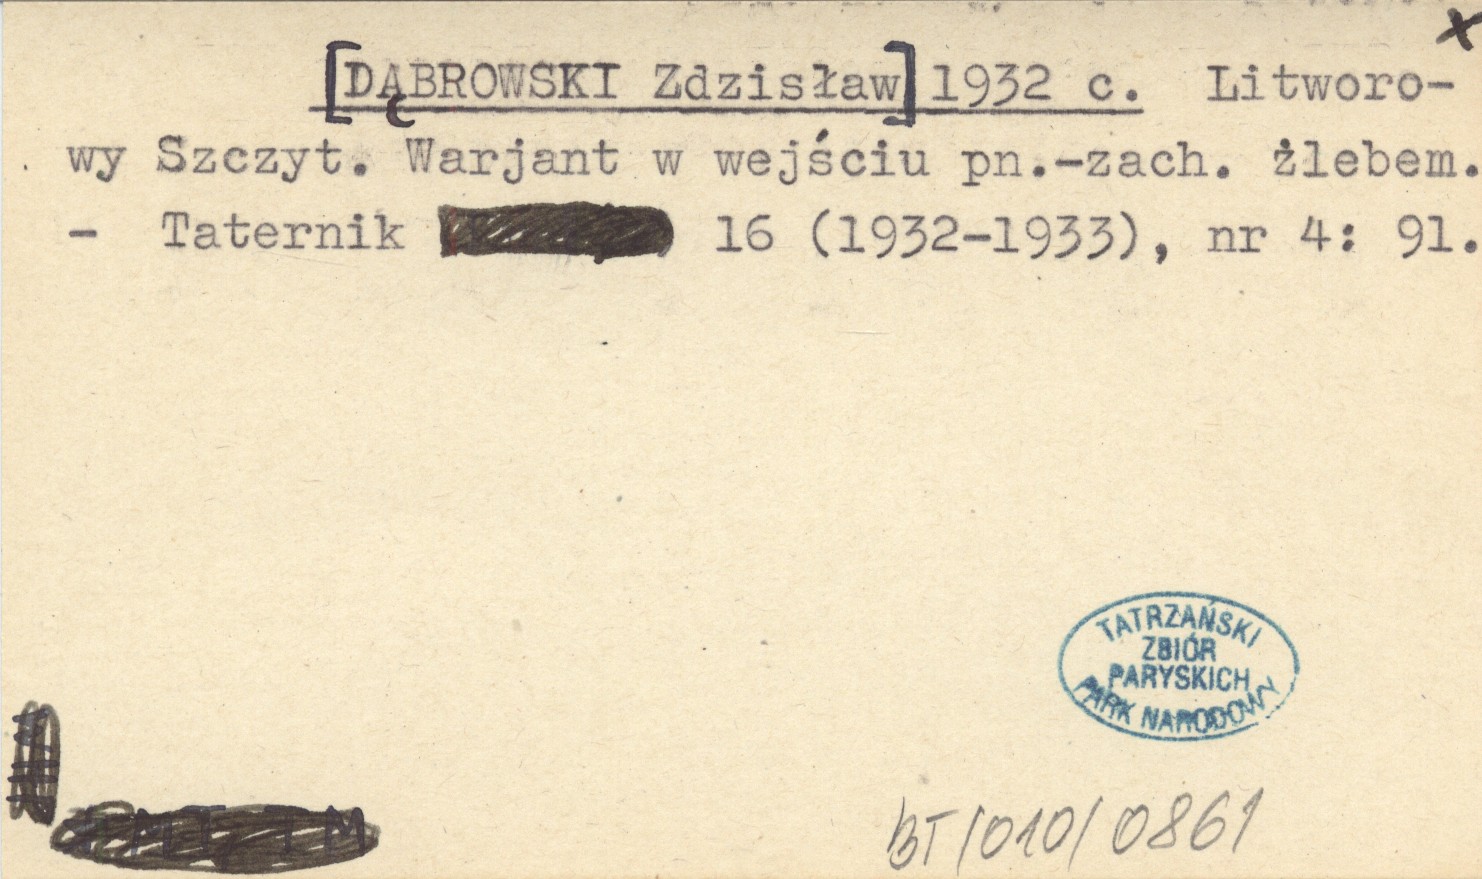 x
[DĄBROWSKI Zdzisław] 1932 c. Litworo-
wy Szczyt. Warjant w wejściu pn.-zach. żlebem.
- Taternik 16 (1932-1933), nr 4: 91.
TATRZAŃSKI
ZBIÓR
PARYSKICH
PARK NARODOWY
BT/010/0861